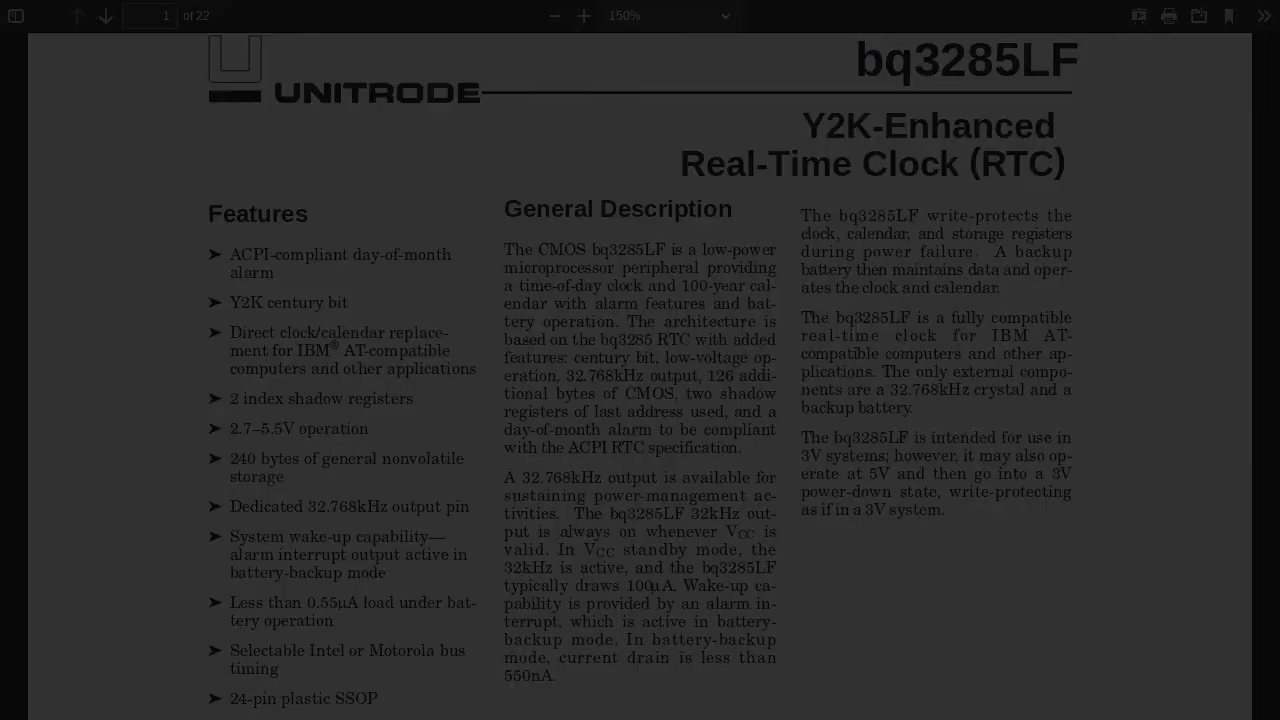 1 of 22 150%
UNITRODE
bq3285LF
Y2K-Enhanced
Real-Time Clock (RTC)
Features
➤ ACPI-compliant day-of-month
alarm
➤ Y2K century bit
➤ Direct clock/calendar replace-
ment for IBM® AT-compatible
computers and other applications
➤ 2 index shadow registers
➤ 2.7–5.5V operation
➤ 240 bytes of general nonvolatile
storage
➤ Dedicated 32.768kHz output pin
➤ System wake-up capability—
alarm interrupt output active in
battery-backup mode
➤ Less than 0.55µA load under bat-
tery operation
➤ Selectable Intel or Motorola bus
timing
➤ 24-pin plastic SSOP
General Description
The CMOS bq3285LF is a low-power
microprocessor peripheral providing
a time-of-day clock and 100-year cal-
endar with alarm features and bat-
tery operation. The architecture is
based on the bq3285 RTC with added
features: century bit, low-voltage op-
eration, 32.768kHz output, 126 addi-
tional bytes of CMOS, two shadow
registers of last address used, and a
day-of-month alarm to be compliant
with the ACPI RTC specification.
A 32.768kHz output is available for
sustaining power-management ac-
tivities. The bq3285LF 32kHz out-
put is always on whenever VCC is
valid. In VCC standby mode, the
32kHz is active, and the bq3285LF
typically draws 100µA. Wake-up ca-
pability is provided by an alarm in-
terrupt, which is active in battery-
backup mode. In battery-backup
mode, current drain is less than
550nA.
The bq3285LF write-protects the
clock, calendar, and storage registers
during power failure. A backup
battery then maintains data and oper-
ates the clock and calendar.
The bq3285LF is a fully compatible
real-time clock for IBM AT-
compatible computers and other ap-
plications. The only external compo-
nents are a 32.768kHz crystal and a
backup battery.
The bq3285LF is intended for use in
3V systems; however, it may also op-
erate at 5V and then go into a 3V
power-down state, write-protecting
as if in a 3V system.